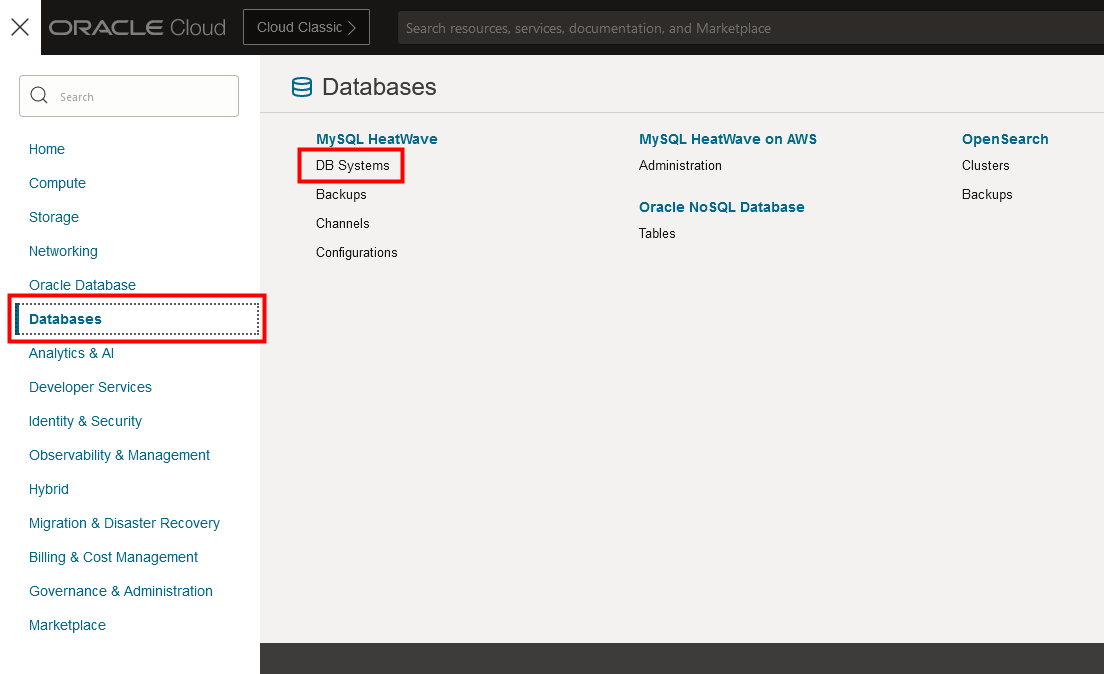 ORACLE Cloud
Cloud Classic
Search resources, services, documentation, and Marketplace
Search
Home
Compute
Storage
Networking
Oracle Database
Databases
Analytics & AI
Developer Services
Identity & Security
Observability & Management
Hybrid
Migration & Disaster Recovery
Billing & Cost Management
Governance & Administration
Marketplace
Databases
MySQL HeatWave
DB Systems
Backups
Channels
Configurations
MySQL HeatWave on AWS
Administration
Oracle NoSQL Database
Tables
OpenSearch
Clusters
Backups